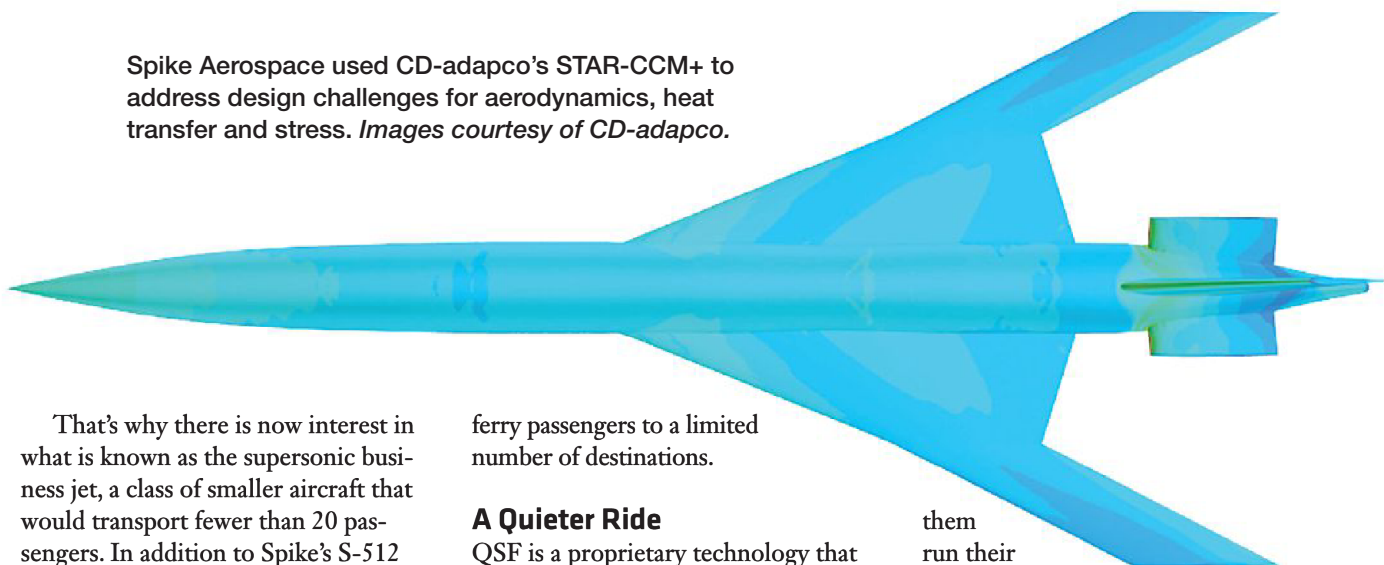 Spike Aerospace used CD-adapco’s STAR-CCM+ to
address design challenges for aerodynamics, heat
transfer and stress. Images courtesy of CD-adapco.
That’s why there is now interest in
what is known as the supersonic busi-
ness jet, a class of smaller aircraft that
would transport fewer than 20 pas-
sengers. In addition to Spike’s S-512
ferry passengers to a limited
number of destinations.
A Quieter Ride
QSF is a proprietary technology that
them
run their